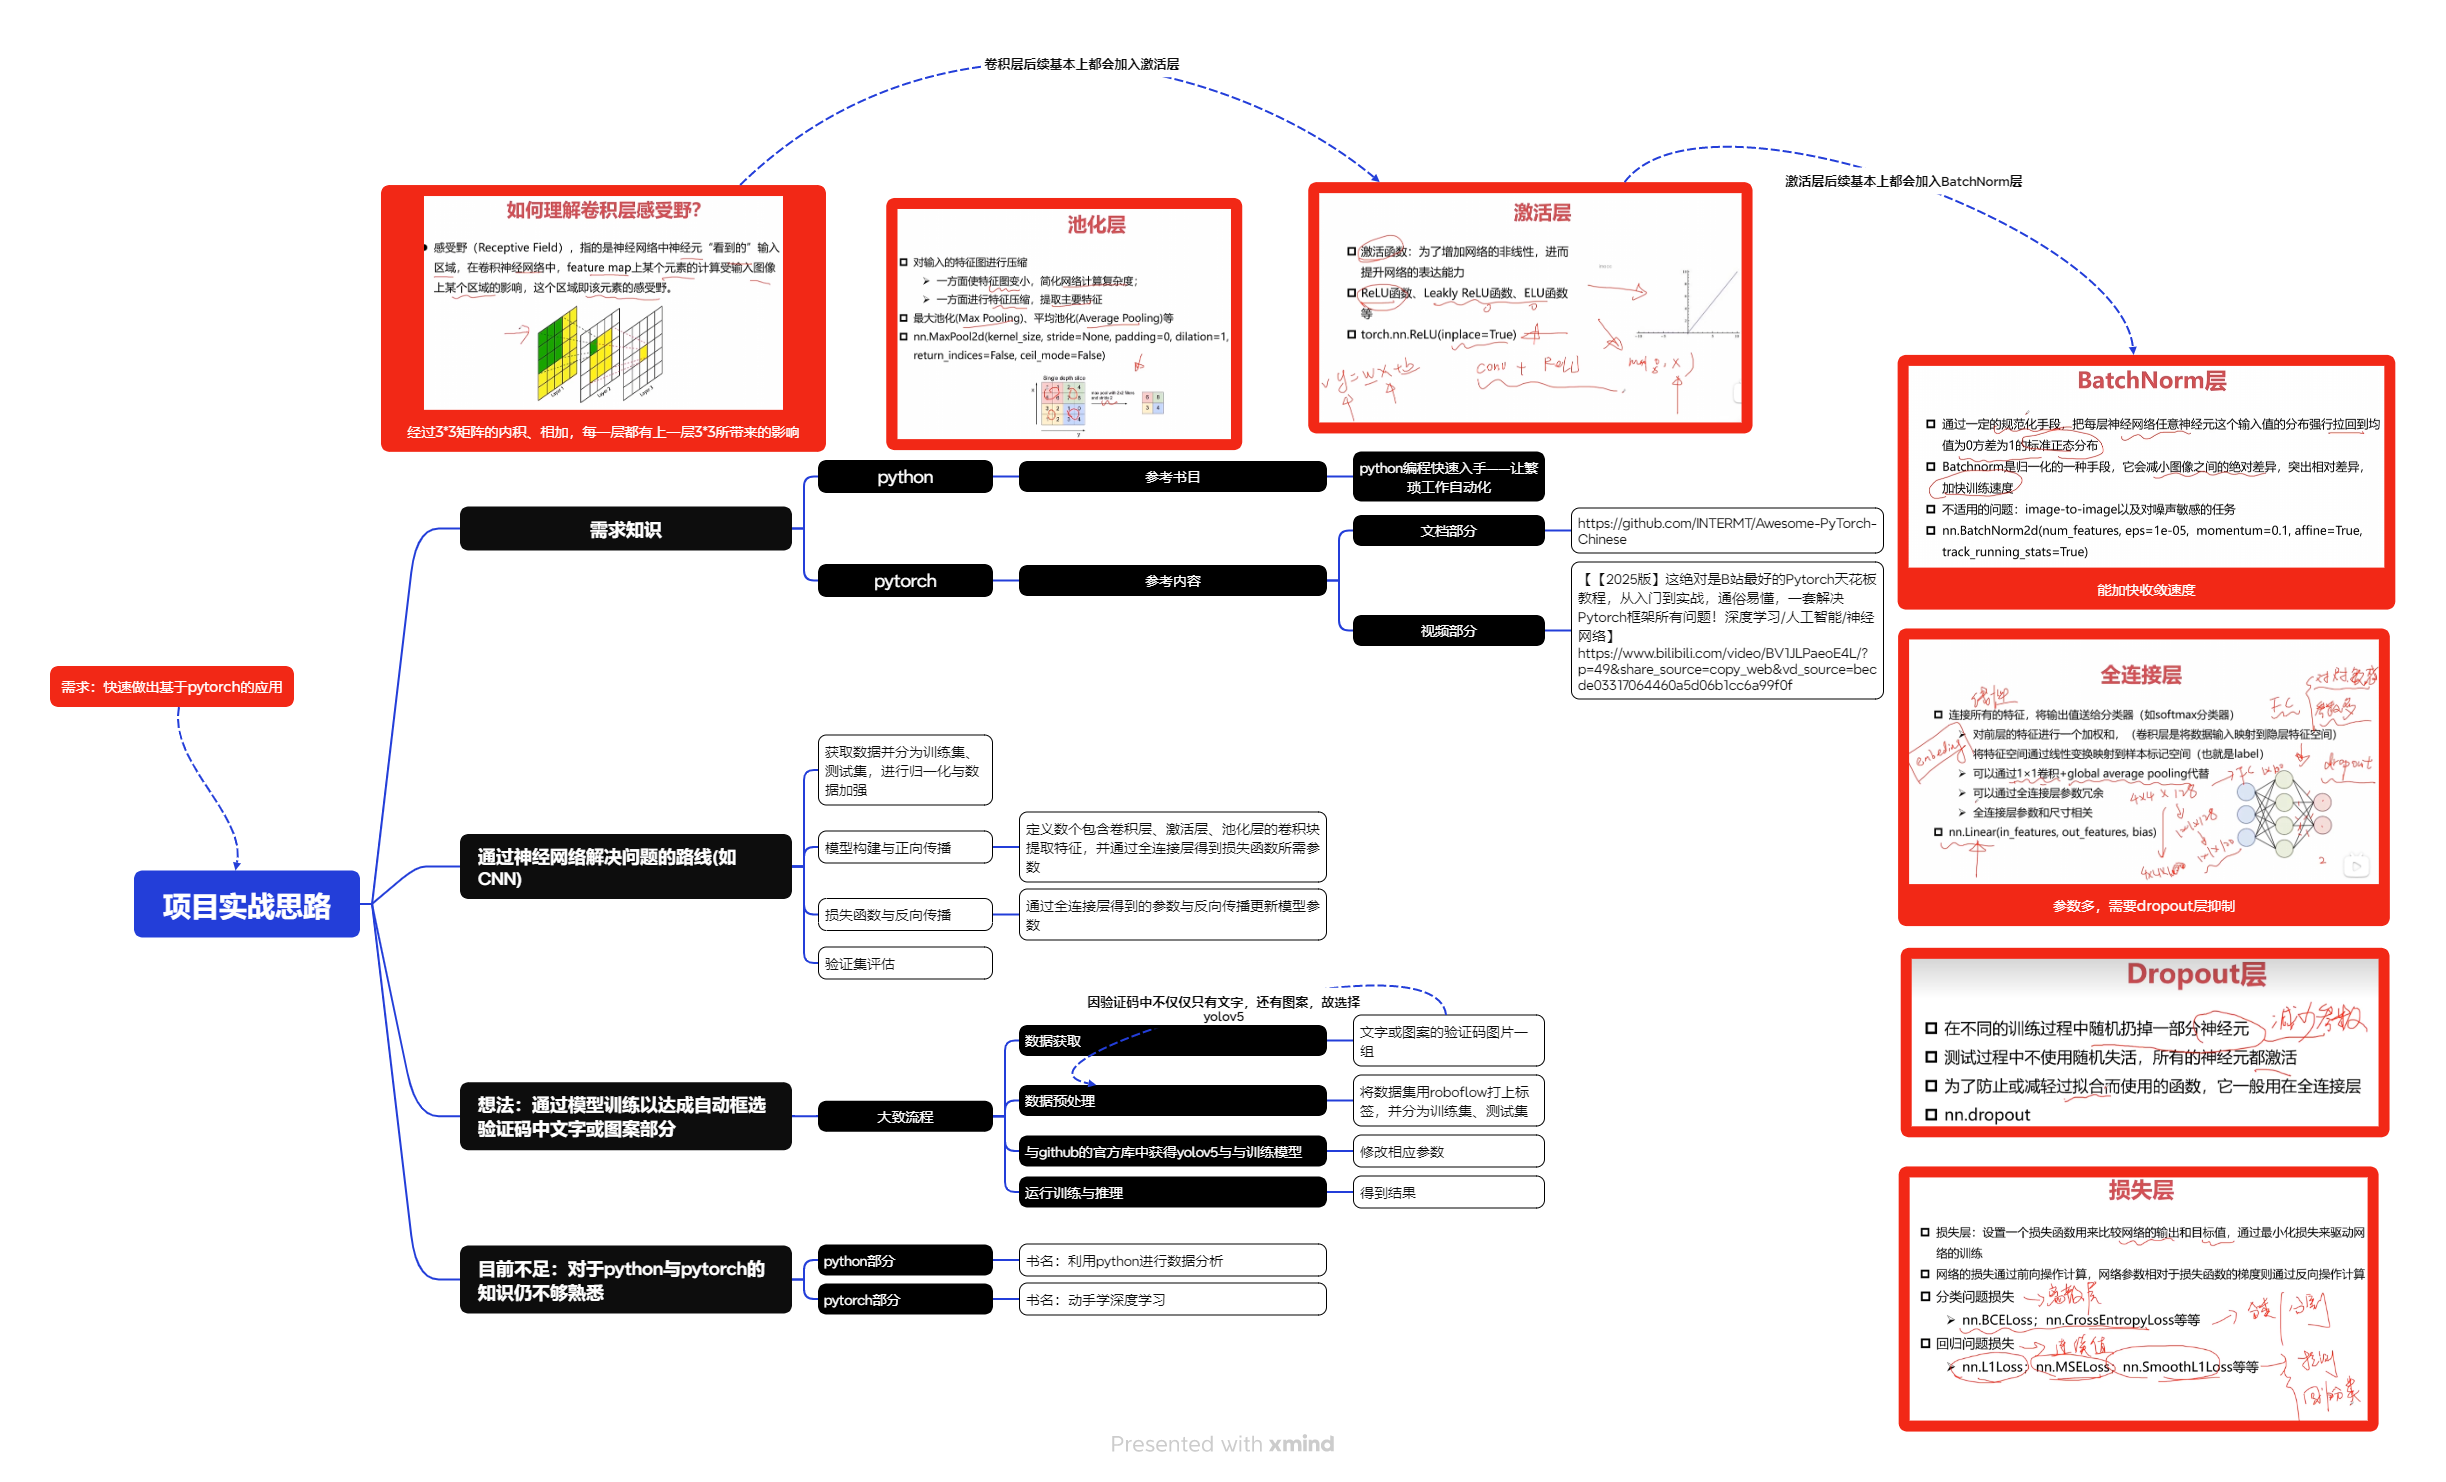 卷积层后续基本上都会加入激活层
激活层后续基本上都会加入BatchNorm层
如何理解卷积层感受野？
感受野（Receptive Field），指的是神经网络中神经元“看到的”输入
区域，在卷积神经网络中，feature map上某个元素的计算受输入图像
上某个区域的影响，这个区域即该元素的感受野。
Layer 1
Layer 2
Layer 3
经过3*3矩阵的内积、相加，每一层都有上一层3*3所带来的影响
池化层
对输入的特征图进行压缩
一方面使特征图变小，简化网络计算复杂度；
一方面进行特征压缩，提取主要特征
最大池化(Max Pooling)、平均池化(Average Pooling)等
nn.MaxPool2d(kernel_size, stride=None, padding=0, dilation=1,
return_indices=False, ceil_mode=False)
Single depth slice
max pool with 2x2 filters
and stride 2
6 8
3 4
激活层
激活函数：为了增加网络的非线性，进而
提升网络的表达能力
ReLU函数、Leakly ReLU函数、ELU函数
等
torch.nn.ReLU(inplace=True)
y = wx+b
conv + ReLU
BatchNorm层
通过一定的规范化手段，把每层神经网络任意神经元这个输入值的分布强行拉回到均
值为0方差为1的标准正态分布
Batchnorm是归一化的一种手段，它会减小图像之间的绝对差异，突出相对差异，
加快训练速度
不适用的问题：image-to-image以及对噪声敏感的任务
nn.BatchNorm2d(num_features, eps=1e-05, momentum=0.1, affine=True,
track_running_stats=True)
能加快收敛速度
全连接层
连接所有的特征，将输出值送给分类器（如softmax分类器）
对前层的特征进行一个加权和，（卷积层是将数据输入映射到隐层特征空间）
将特征空间通过线性变换映射到样本标记空间（也就是label）
可以通过1×1卷积+global average pooling代替
可以通过全连接层参数冗余
全连接层参数和尺寸相关
nn.Linear(in_features, out_features, bias)
FC
参数多
dropout
4x4 x 128
1x1x128
参数多，需要dropout层抑制
Dropout层
在不同的训练过程中随机扔掉一部分神经元
测试过程中不使用随机失活，所有的神经元都激活
为了防止或减轻过拟合而使用的函数，它一般用在全连接层
nn.dropout
减少参数
损失层
损失层：设置一个损失函数用来比较网络的输出和目标值，通过最小化损失来驱动网
络的训练
网络的损失通过前向操作计算，网络参数相对于损失函数的梯度则通过反向操作计算
分类问题损失
nn.BCELoss；nn.CrossEntropyLoss等等
回归问题损失
连续值
nn.L1Loss；nn.MSELoss；nn.SmoothL1Loss等等
需求：快速做出基于pytorch的应用
项目实战思路
需求知识
python
参考书目
python编程快速入手——让繁
琐工作自动化
pytorch
参考内容
文档部分
https://github.com/INTERMT/Awesome-PyTorch-
Chinese
视频部分
【【2025版】这绝对是B站最好的Pytorch天花板
教程，从入门到实战，通俗易懂，一套解决
Pytorch框架所有问题！深度学习/人工智能/神经
网络】
https://www.bilibili.com/video/BV1JLPaeoE4L/?
p=49&share_source=copy_web&vd_source=bec
de03317064460a5d06b1cc6a99f0f
通过神经网络解决问题的路线(如
CNN)
获取数据并分为训练集、
测试集，进行归一化与数
据加强
模型构建与正向传播
定义数个包含卷积层、激活层、池化层的卷积块
提取特征，并通过全连接层得到损失函数所需参
数
损失函数与反向传播
通过全连接层得到的参数与反向传播更新模型参
数
验证集评估
想法：通过模型训练以达成自动框选
验证码中文字或图案部分
大致流程
因验证码中不仅仅只有文字，还有图案，故选择
yolov5
数据获取
文字或图案的验证码图片一
组
数据预处理
将数据集用roboflow打上标
签，并分为训练集、测试集
与github的官方库中获得yolov5与与训练模型
修改相应参数
运行训练与推理
得到结果
目前不足：对于python与pytorch的
知识仍不够熟悉
python部分
书名：利用python进行数据分析
pytorch部分
书名：动手学深度学习
Presented with xmind